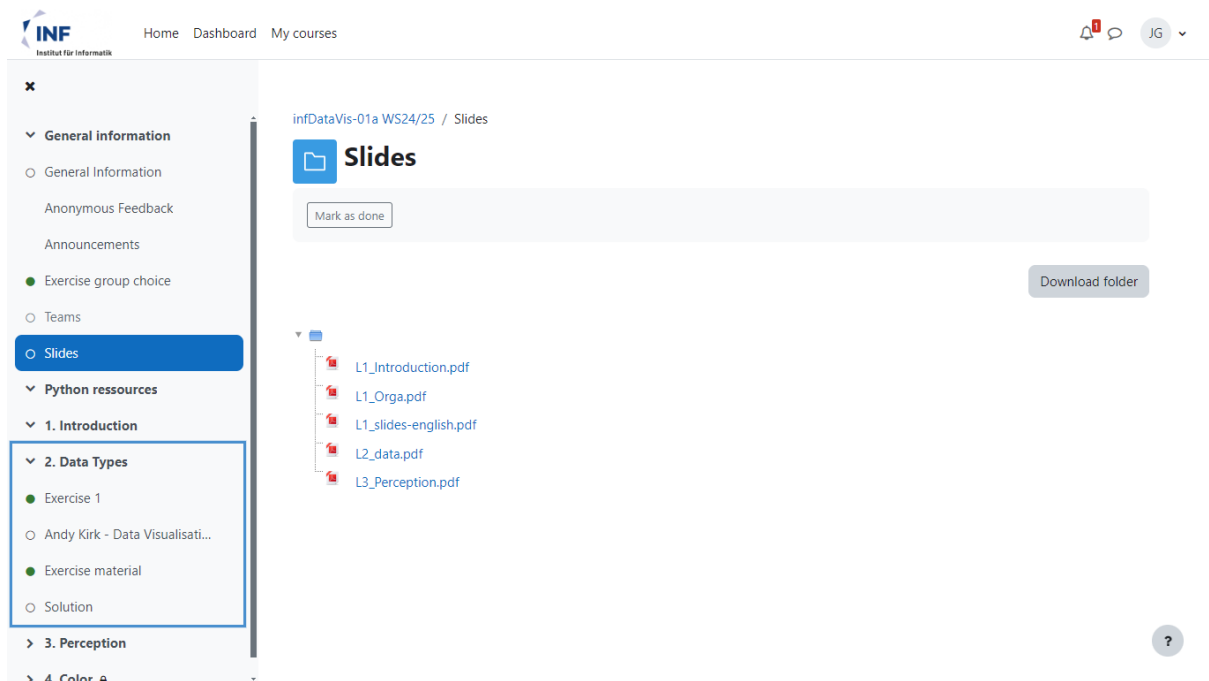 INF
Institut für Informatik
Home Dashboard My courses
1
JG
General information
General Information
Anonymous Feedback
Announcements
Exercise group choice
Teams
Slides
Python ressources
1. Introduction
2. Data Types
Exercise 1
Andy Kirk - Data Visualisati...
Exercise material
Solution
3. Perception
4. Color
infDataVis-01a WS24/25 / Slides
Slides
Mark as done
Download folder
L1_Introduction.pdf
L1_Orga.pdf
L1_slides-english.pdf
L2_data.pdf
L3_Perception.pdf
?